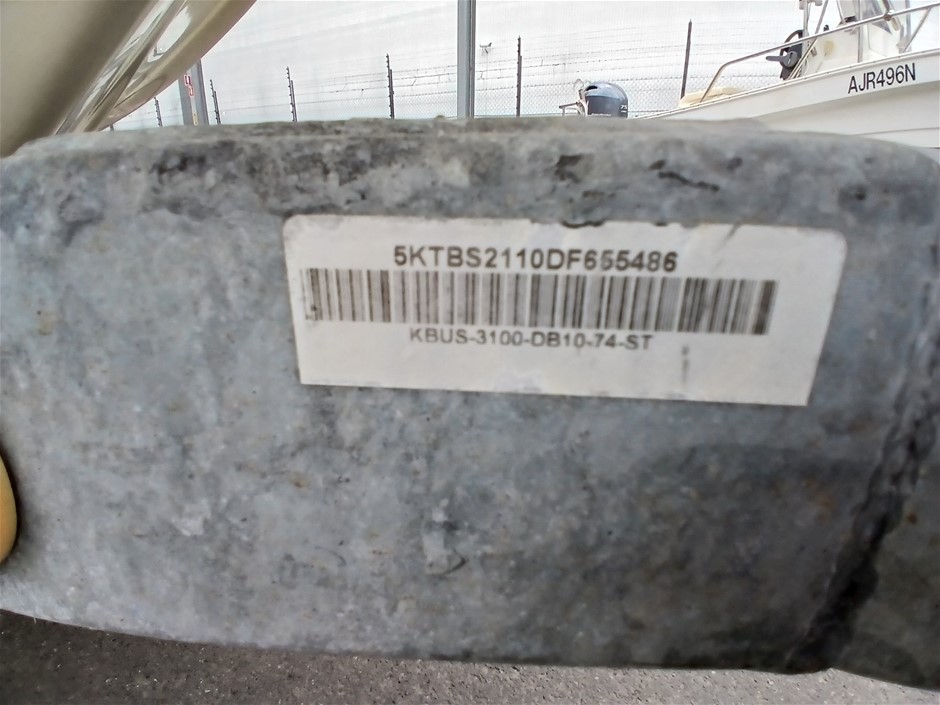 AJR496N
5KTBS2110DF655486
KBUS-3100-DB10-74-ST